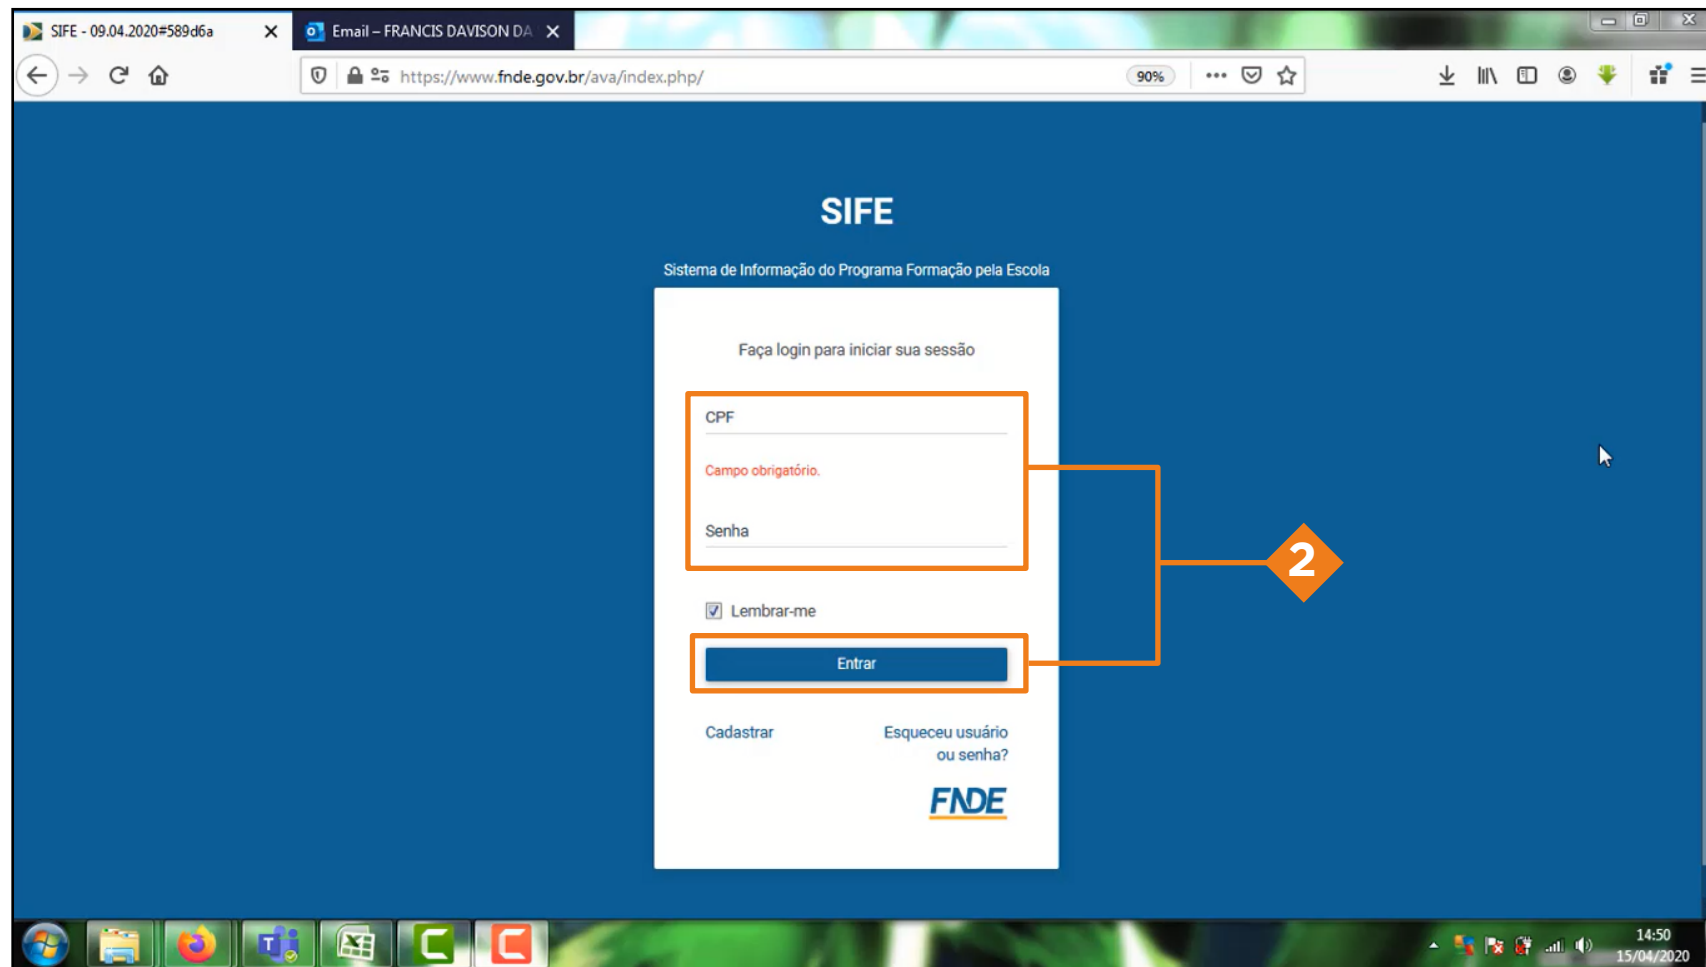 SIFE - 09.04.2020#589d6a
Email – FRANCIS DAVISON DA
https://www.fnde.gov.br/ava/index.php/
90%
SIFE
Sistema de Informação do Programa Formação pela Escola
Faça login para iniciar sua sessão
CPF
Campo obrigatório.
Senha
2
Lembrar-me
Entrar
Cadastrar
Esqueceu usuário
ou senha?
FNDE
14:50
15/04/2020